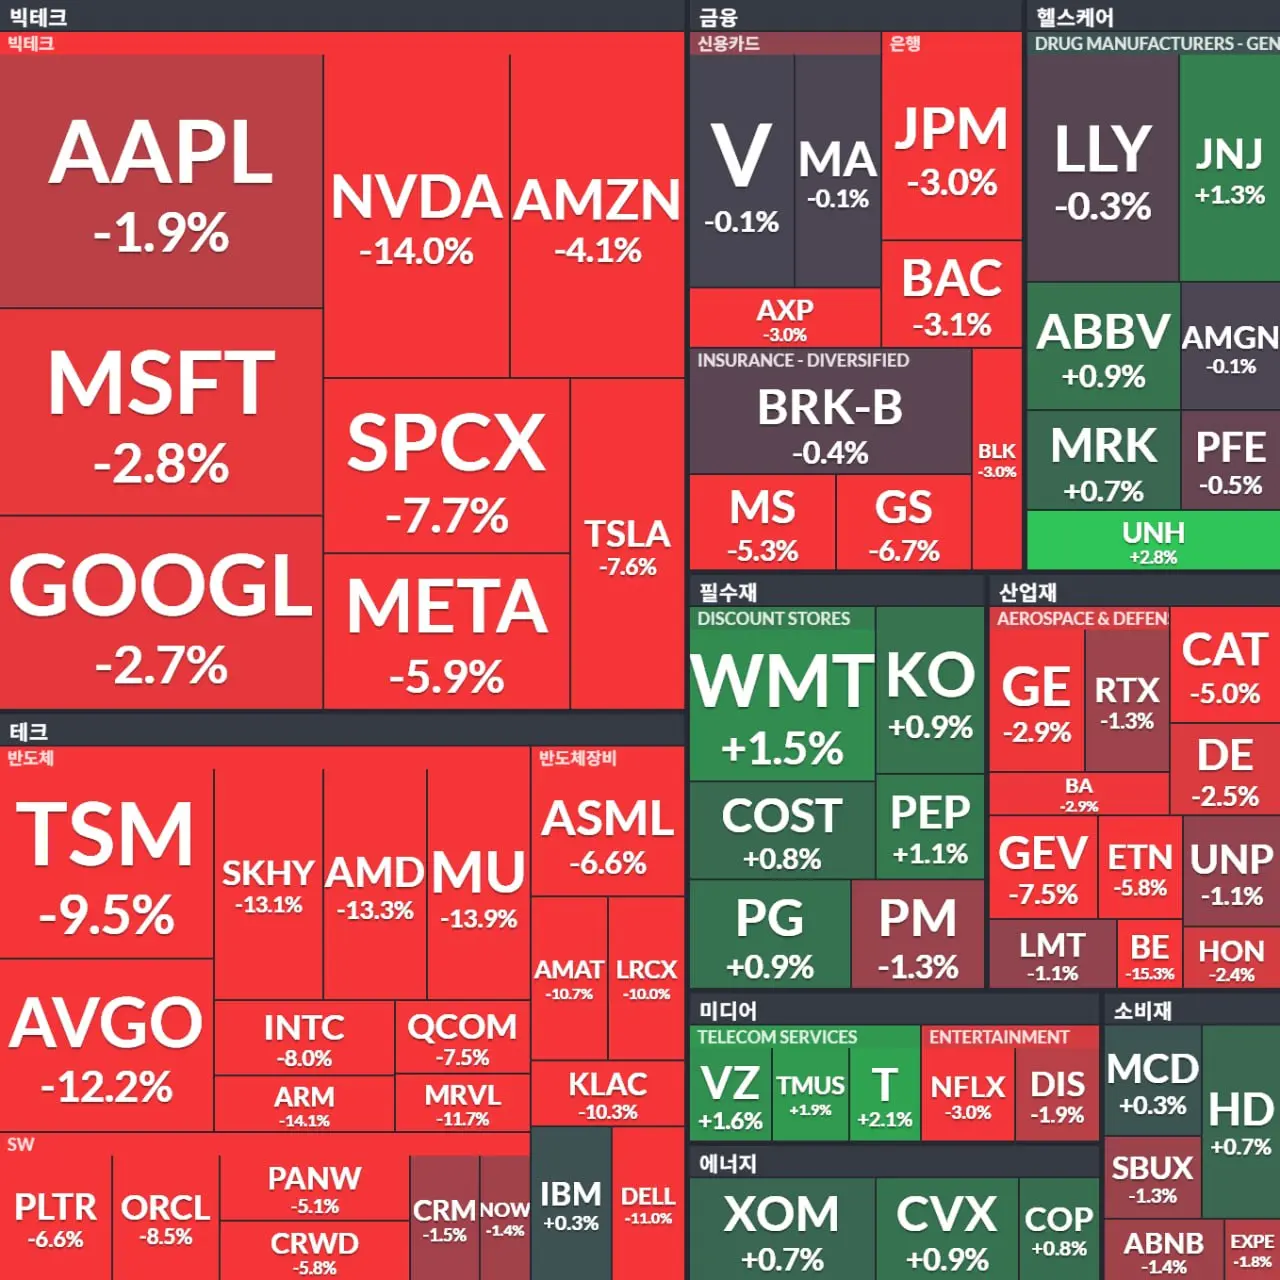 빅테크
빅테크
AAPL
-1.9%
NVDA
-14.0%
AMZN
-4.1%
MSFT
-2.8%
SPCX
-7.7%
TSLA
-7.6%
GOOGL
-2.7%
META
-5.9%
테크
반도체
TSM
-9.5%
SKHY
-13.1%
AMD
-13.3%
MU
-13.9%
AVGO
-12.2%
INTC
-8.0%
QCOM
-7.5%
ARM
-14.1%
MRVL
-11.7%
반도체장비
ASML
-6.6%
AMAT
-10.7%
LRCX
-10.0%
KLAC
-10.3%
SW
PLTR
-6.6%
ORCL
-8.5%
PANW
-5.1%
CRWD
-5.8%
CRM
-1.5%
NOW
-1.4%
IBM
+0.3%
DELL
-11.0%
금융
신용카드
V
-0.1%
MA
-0.1%
AXP
-3.0%
은행
JPM
-3.0%
BAC
-3.1%
INSURANCE - DIVERSIFIED
BRK-B
-0.4%
BLK
-3.0%
MS
-5.3%
GS
-6.7%
헬스케어
DRUG MANUFACTURERS - GEN
LLY
-0.3%
JNJ
+1.3%
ABBV
+0.9%
AMGN
-0.1%
MRK
+0.7%
PFE
-0.5%
UNH
+2.8%
필수재
DISCOUNT STORES
WMT
+1.5%
KO
+0.9%
COST
+0.8%
PEP
+1.1%
PG
+0.9%
PM
-1.3%
산업재
AEROSPACE & DEFEN
GE
-2.9%
RTX
-1.3%
BA
-2.9%
CAT
-5.0%
DE
-2.5%
GEV
-7.5%
ETN
-5.8%
UNP
-1.1%
LMT
-1.1%
BE
-15.3%
HON
-2.4%
미디어
TELECOM SERVICES
VZ
+1.6%
TMUS
+1.9%
T
+2.1%
ENTERTAINMENT
NFLX
-3.0%
DIS
-1.9%
에너지
XOM
+0.7%
CVX
+0.9%
COP
+0.8%
소비재
MCD
+0.3%
HD
+0.7%
SBUX
-1.3%
ABNB
-1.4%
EXPE
-1.8%